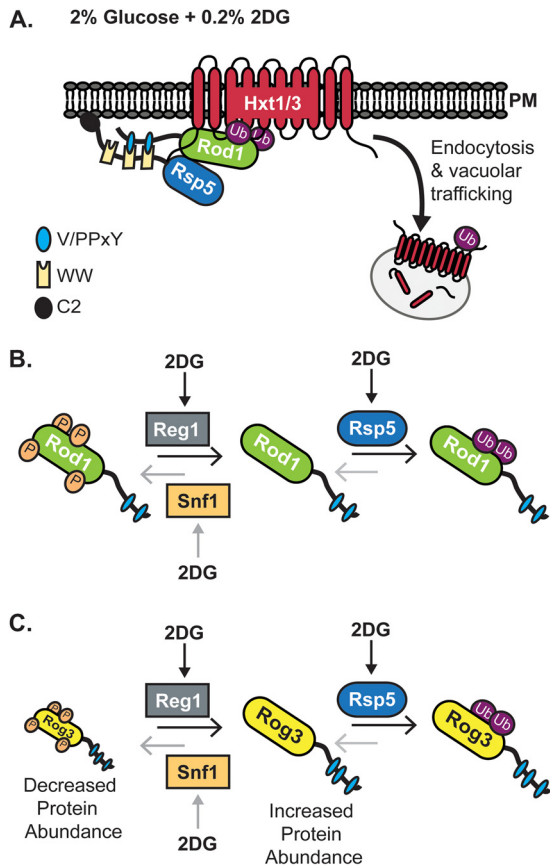 A.
2% Glucose + 0.2% 2DG
Hxt1/3
PM
Ub
Ub
Rod1
Rsp5
Endocytosis
& vacuolar
trafficking
Ub
V/PPxY
WW
C2
B.
2DG
2DG
P
P
P
P
Rod1
Reg1
Snf1
2DG
Rod1
Rsp5
Ub
Ub
Rod1
C.
2DG
2DG
P
P
P
P
Rog3
Reg1
Snf1
2DG
Rog3
Rsp5
Ub
Ub
Rog3
Decreased
Protein
Abundance
Increased
Protein
Abundance